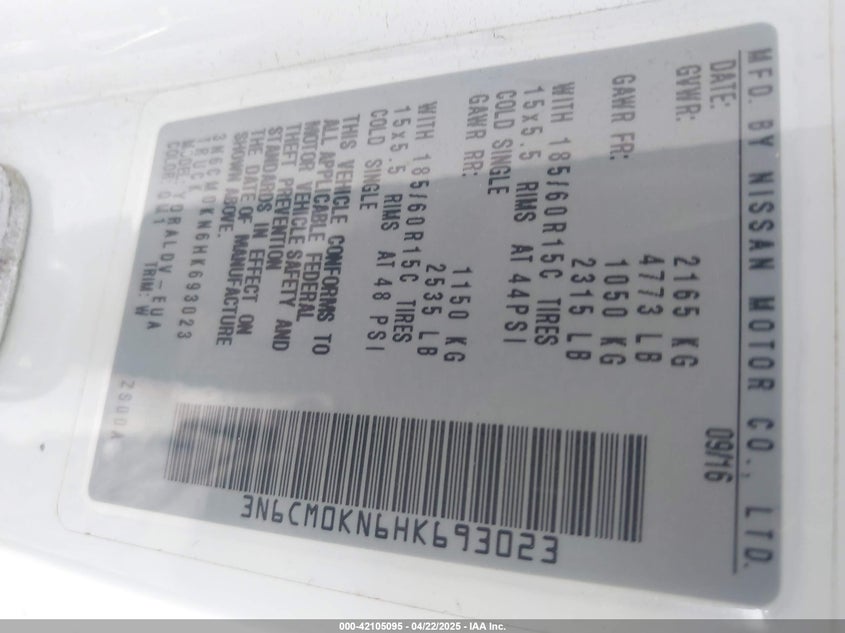 MFD. BY NISSAN MOTOR CO., LTD.
DATE: 09/16
GVWR: 2165 KG
4773 LB
GAWR FR: 1050 KG
2315 LB
WITH 185/60R15C TIRES
15x5.5 RIMS AT 44PSI
COLD SINGLE
GAWR RR: 1150 KG
2535 LB
WITH 185/60R15C TIRES
15x5.5 RIMS AT 48 PSI
COLD SINGLE
THIS VEHICLE CONFORMS TO
ALL APPLICABLE FEDERAL
MOTOR VEHICLE SAFETY AND
THEFT PREVENTION
STANDARDS IN EFFECT ON
THE DATE OF MANUFACTURE
SHOWN ABOVE.
3N6CM0KN6HK693023
TRUCK
COLOR: QM1 TRIM: W
ZS00A
3N6CM0KN6HK693023
000-42105095 - 04/22/2025 - IAA Inc.